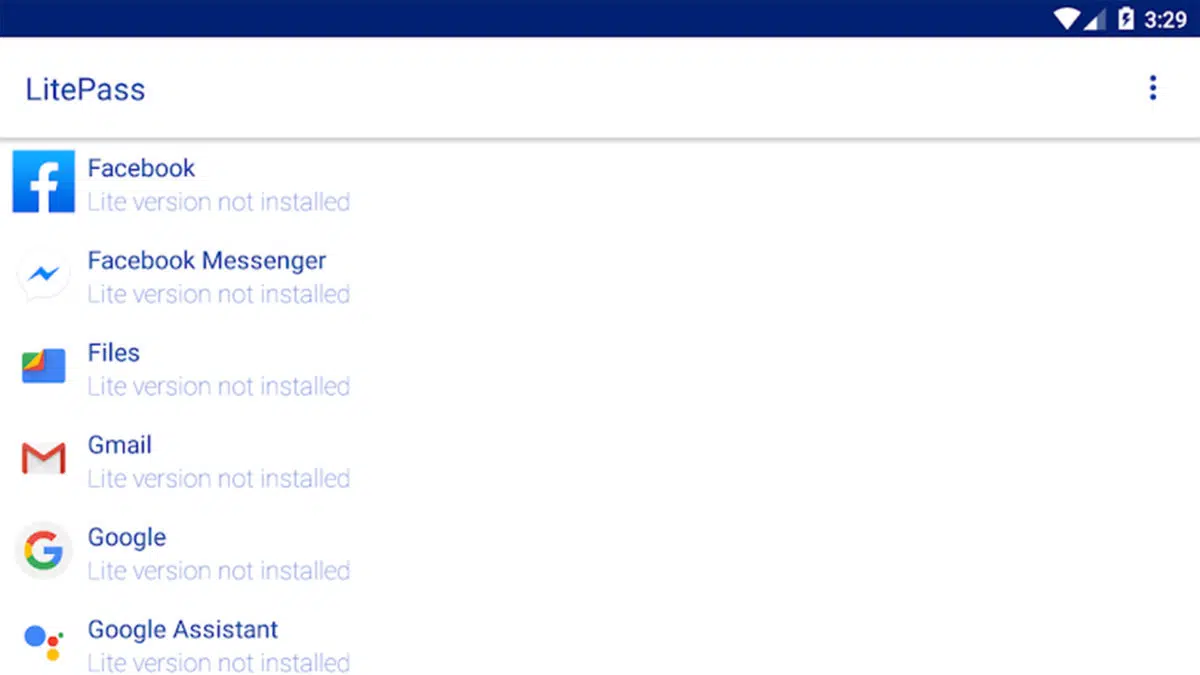 3:29
LitePass
Facebook
Lite version not installed
Facebook Messenger
Lite version not installed
Files
Lite version not installed
Gmail
Lite version not installed
Google
Lite version not installed
Google Assistant
Lite version not installed